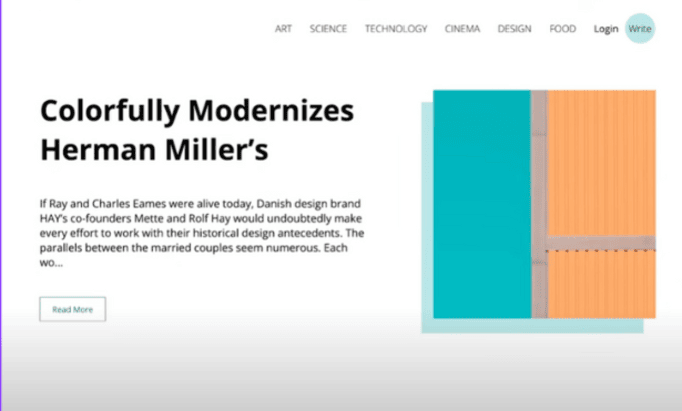 ART SCIENCE TECHNOLOGY CINEMA DESIGN FOOD Login Write
Colorfully Modernizes
Herman Miller’s
If Ray and Charles Eames were alive today, Danish design brand
HAY’s co-founders Mette and Rolf Hay would undoubtedly make
every effort to work with their historical design antecedents. The
parallels between the married couples seem numerous. Each
wo...
Read More